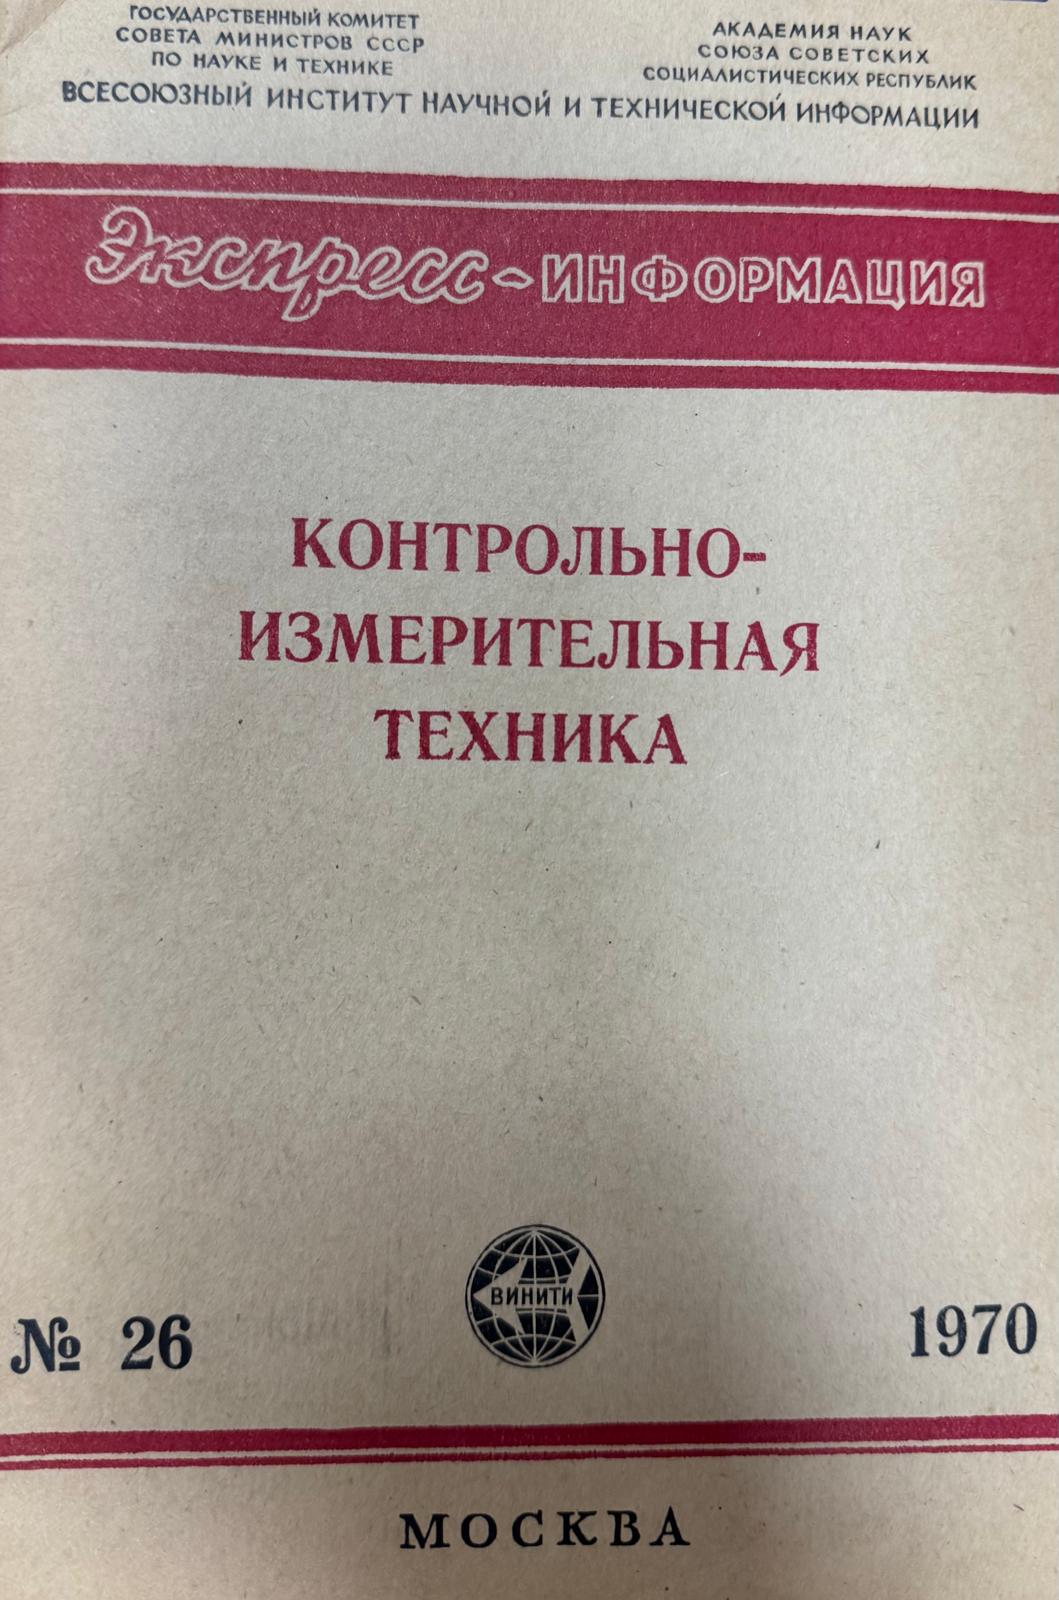 ГОСУДАРСТВЕННЫЙ КОМИТЕТ
СОВЕТА МИНИСТРОВ СССР
ПО НАУКЕ И ТЕХНИКЕ
АКАДЕМИЯ НАУК
СОЮЗА СОВЕТСКИХ
СОЦИАЛИСТИЧЕСКИХ РЕСПУБЛИК
ВСЕСОЮЗНЫЙ ИНСТИТУТ НАУЧНОЙ И ТЕХНИЧЕСКОЙ ИНФОРМАЦИИ
Экспресс-ИНФОРМАЦИЯ
КОНТРОЛЬНО-
ИЗМЕРИТЕЛЬНАЯ
ТЕХНИКА
ВИНИТИ
№ 26
1970
МОСКВА